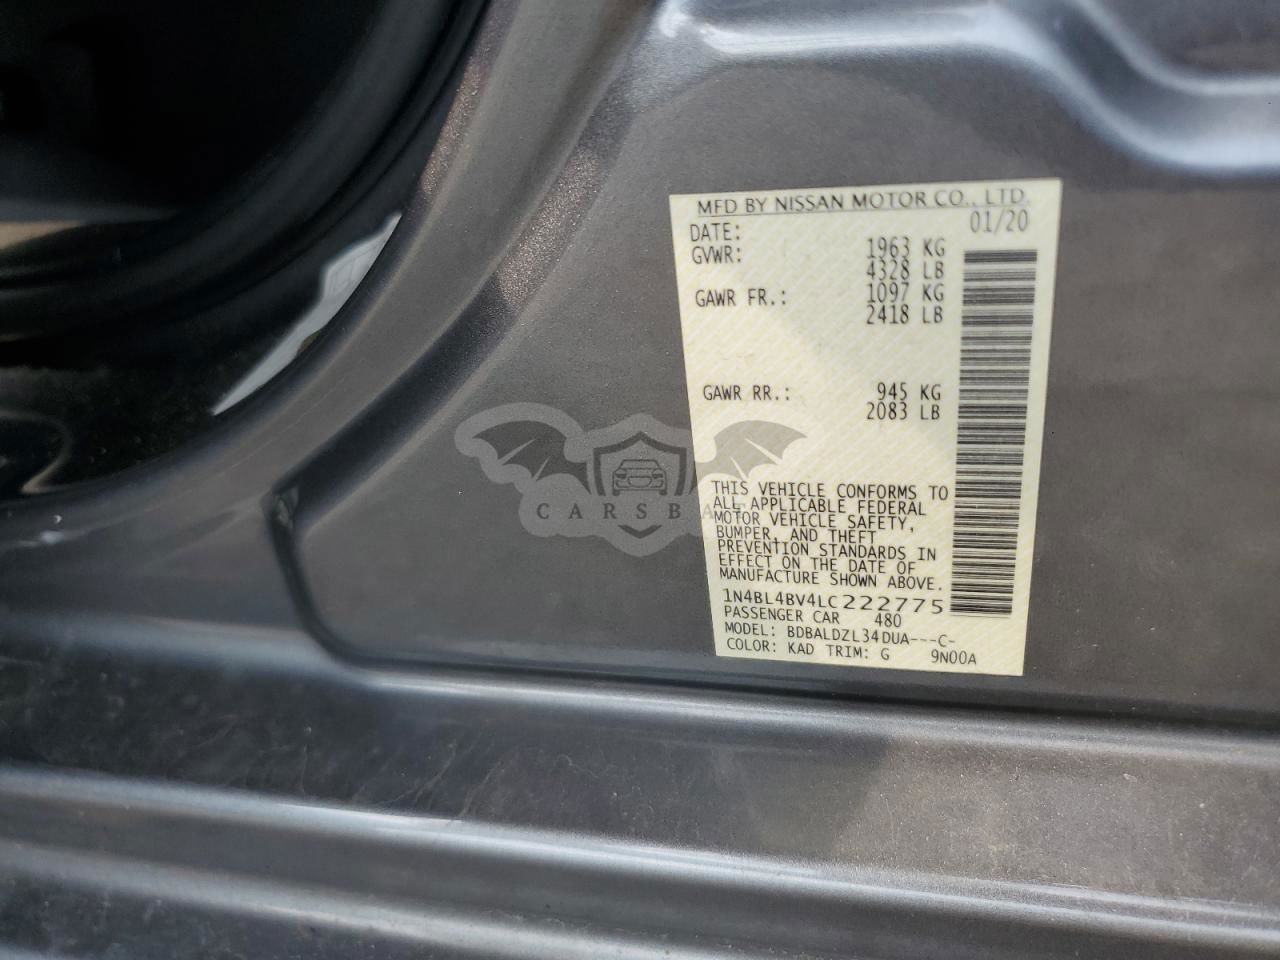 MFD BY NISSAN MOTOR CO., LTD.
DATE: 01/20
GVWR: 1963 KG
4328 LB
GAWR FR.: 1097 KG
2418 LB
GAWR RR.: 945 KG
2083 LB
THIS VEHICLE CONFORMS TO
ALL APPLICABLE FEDERAL
MOTOR VEHICLE SAFETY,
BUMPER, AND THEFT
PREVENTION STANDARDS IN
EFFECT ON THE DATE OF
MANUFACTURE SHOWN ABOVE.
1N4BL4BV4LC222775
PASSENGER CAR 480
MODEL: BDBALDZL34DUA---C-
COLOR: KAD TRIM: G 9N00A